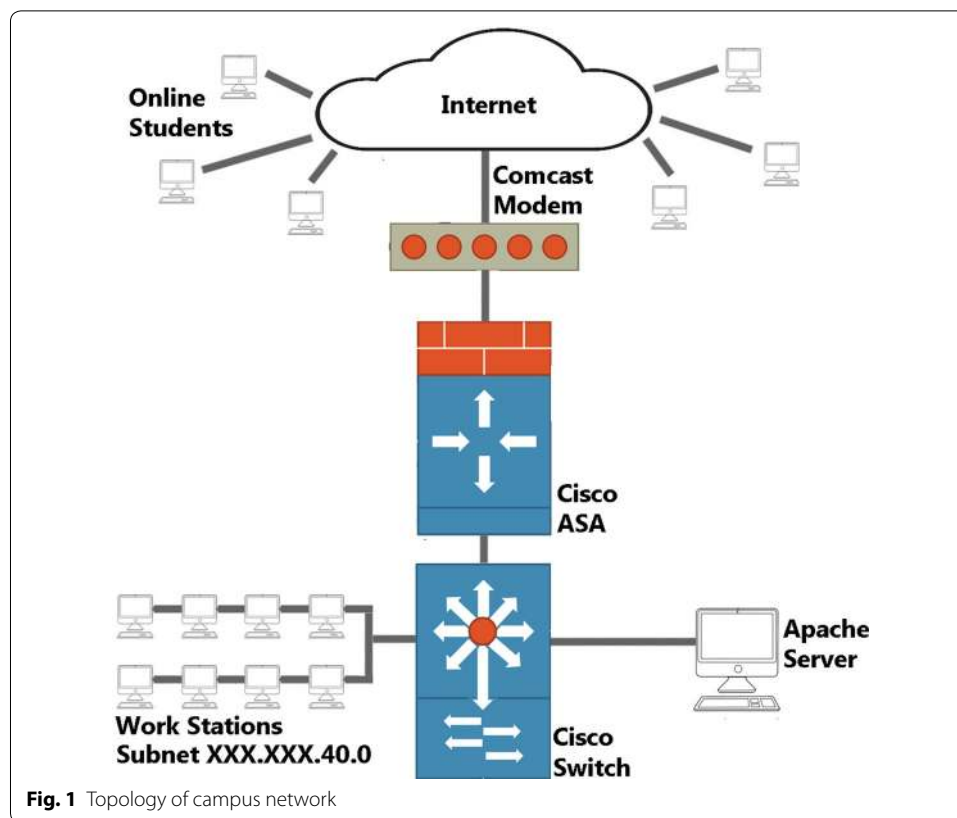 Internet
Online
Students
Comcast
Modem
Cisco
ASA
Apache
Server
Work Stations
Subnet XXX.XXX.40.0
Cisco
Switch
Fig. 1 Topology of campus network